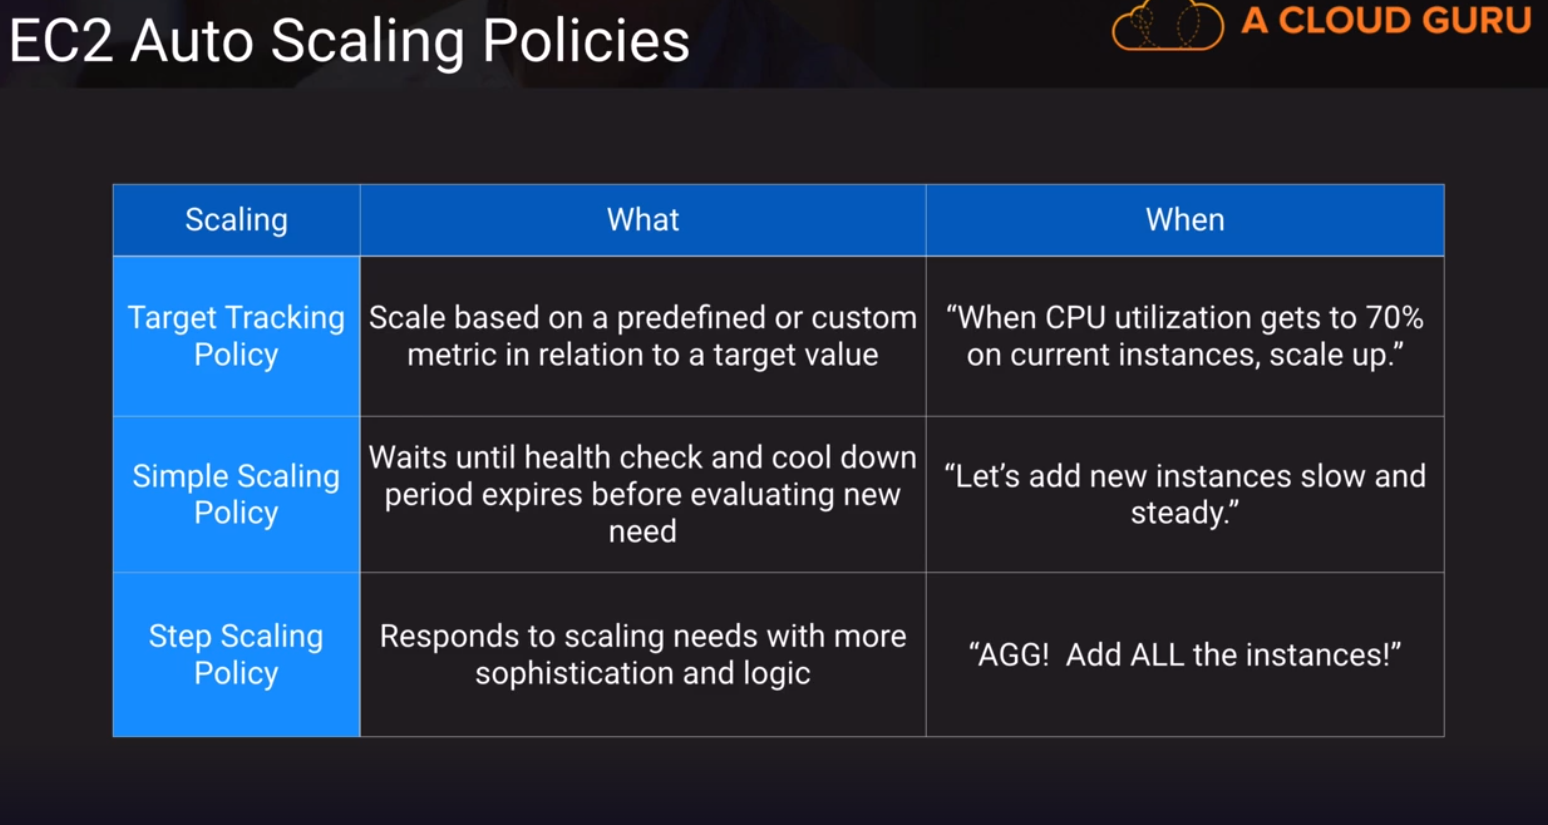 EC2 Auto Scaling Policies
A CLOUD GURU
Scaling
What
When
Target Tracking
Policy
Scale based on a predefined or custom
metric in relation to a target value
“When CPU utilization gets to 70%
on current instances, scale up.”
Simple Scaling
Policy
Waits until health check and cool down
period expires before evaluating new
need
“Let’s add new instances slow and
steady.”
Step Scaling
Policy
Responds to scaling needs with more
sophistication and logic
“AGG!  Add ALL the instances!”